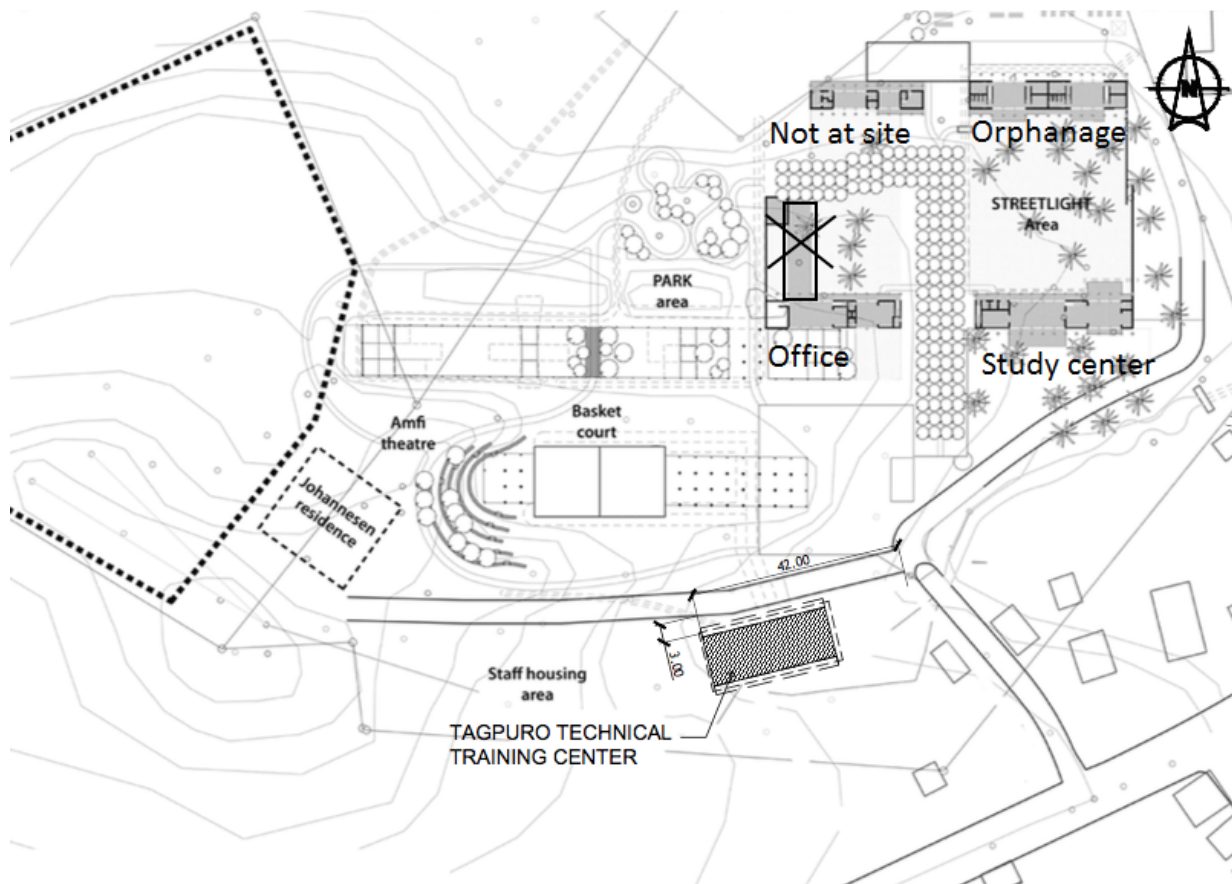 N
Not at site
Orphanage
STREETLIGHT
Area
PARK
area
Office
Study center
Basket
court
Amfi
theatre
Johannesen
residence
42.00
3.00
Staff housing
area
TAGPURO TECHNICAL
TRAINING CENTER